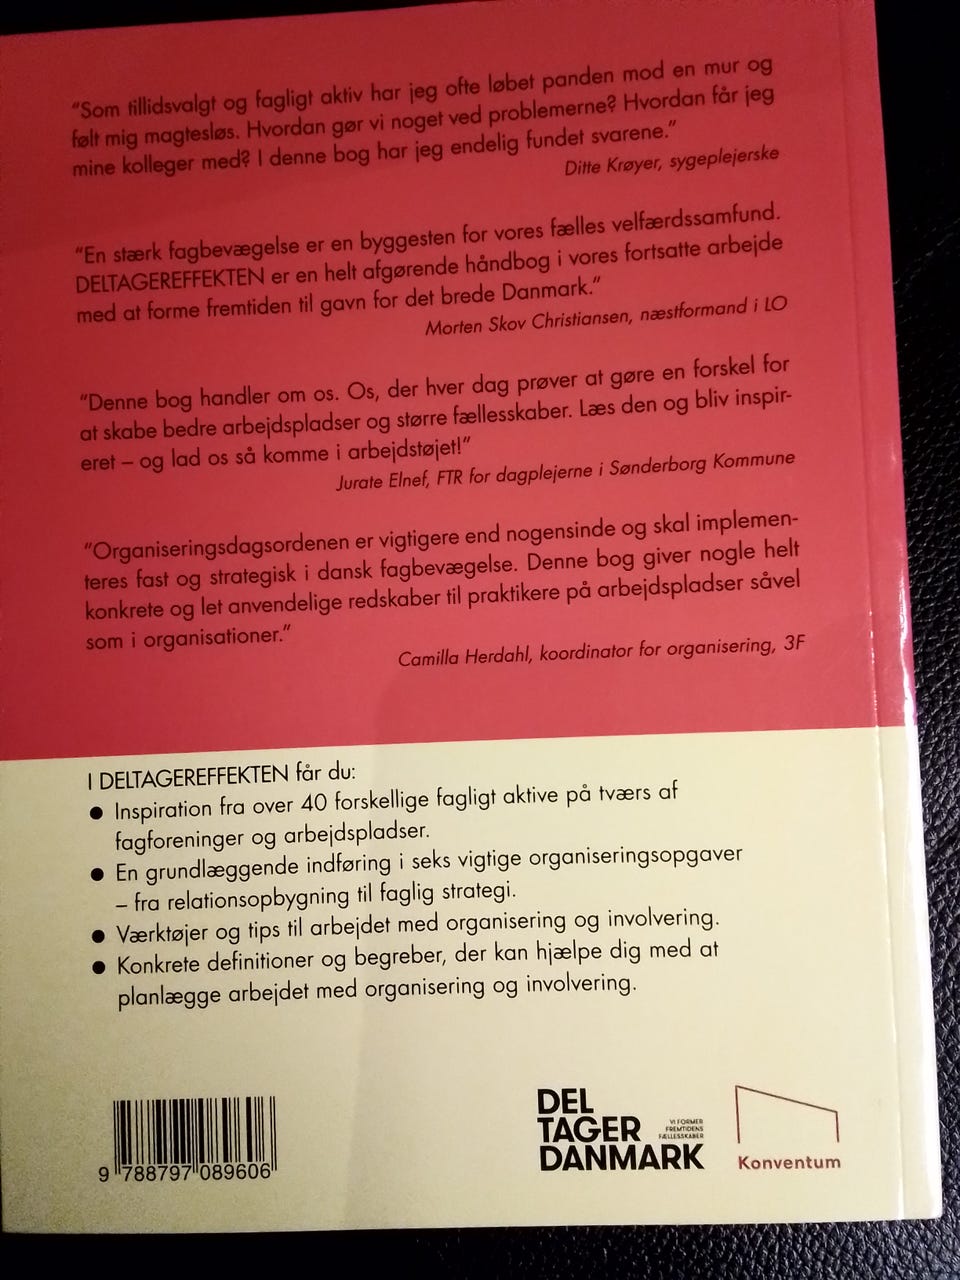 “Som tillidsvalgt og fagligt aktiv har jeg ofte løbet panden mod en mur og
følt mig magtesløs. Hvordan gør vi noget ved problemerne? Hvordan får jeg
mine kolleger med? I denne bog har jeg endelig fundet svarene.”
Ditte Krøyer, sygeplejerske
“En stærk fagbevægelse er en byggesten for vores fælles velfærdssamfund.
DELTAGEREFFEKTEN er en helt afgørende håndbog i vores fortsatte arbejde
med at forme fremtiden til gavn for det brede Danmark.”
Morten Skov Christiansen, næstformand i LO
“Denne bog handler om os. Os, der hver dag prøver at gøre en forskel for
at skabe bedre arbejdspladser og større fællesskaber. Læs den og bliv inspir-
eret – og lad os så komme i arbejdstøjet!”
Jurate Elnef, FTR for dagplejerne i Sønderborg Kommune
“Organiseringsdagsordenen er vigtigere end nogensinde og skal implemen-
teres fast og strategisk i dansk fagbevægelse. Denne bog giver nogle helt
konkrete og let anvendelige redskaber til praktikere på arbejdspladser såvel
som i organisationer.”
Camilla Herdahl, koordinator for organisering, 3F
I DELTAGEREFFEKTEN får du:
● Inspiration fra over 40 forskellige fagligt aktive på tværs af
fagforeninger og arbejdspladser.
● En grundlæggende indføring i seks vigtige organiseringsopgaver
– fra relationsopbygning til faglig strategi.
● Værktøjer og tips til arbejdet med organisering og involvering.
● Konkrete definitioner og begreber, der kan hjælpe dig med at
planlægge arbejdet med organisering og involvering.
9 788797 089606
DEL
TAGER
DANMARK
VI FORMER
FREMTIDENS
FÆLLESSKABER
Konventum